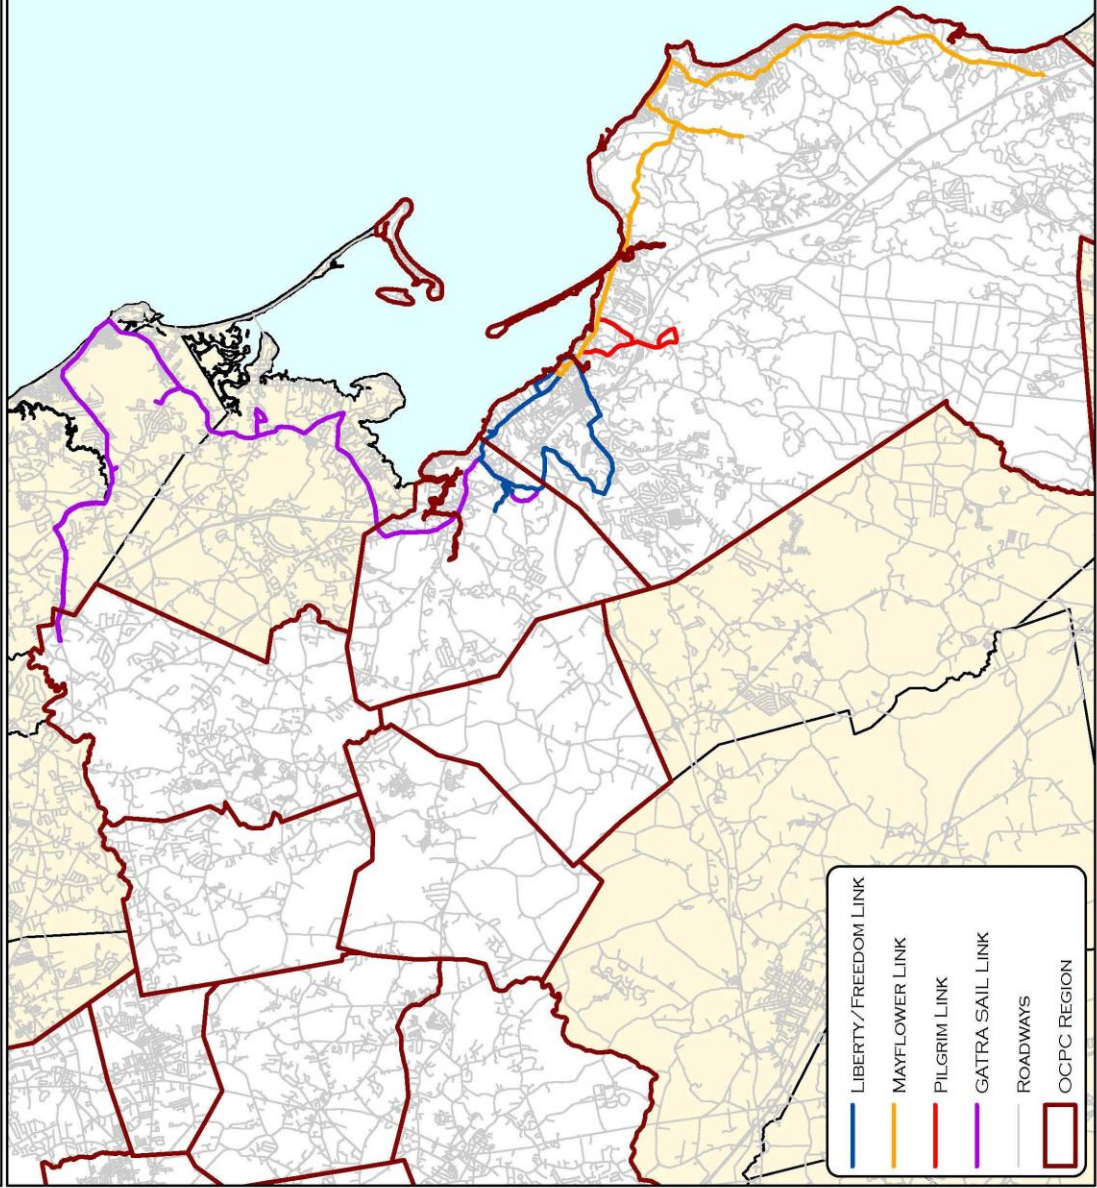 LIBERTY/FREEDOM LINK
MAYFLOWER LINK
PILGRIM LINK
GATRA SAIL LINK
ROADWAYS
OCPC REGION